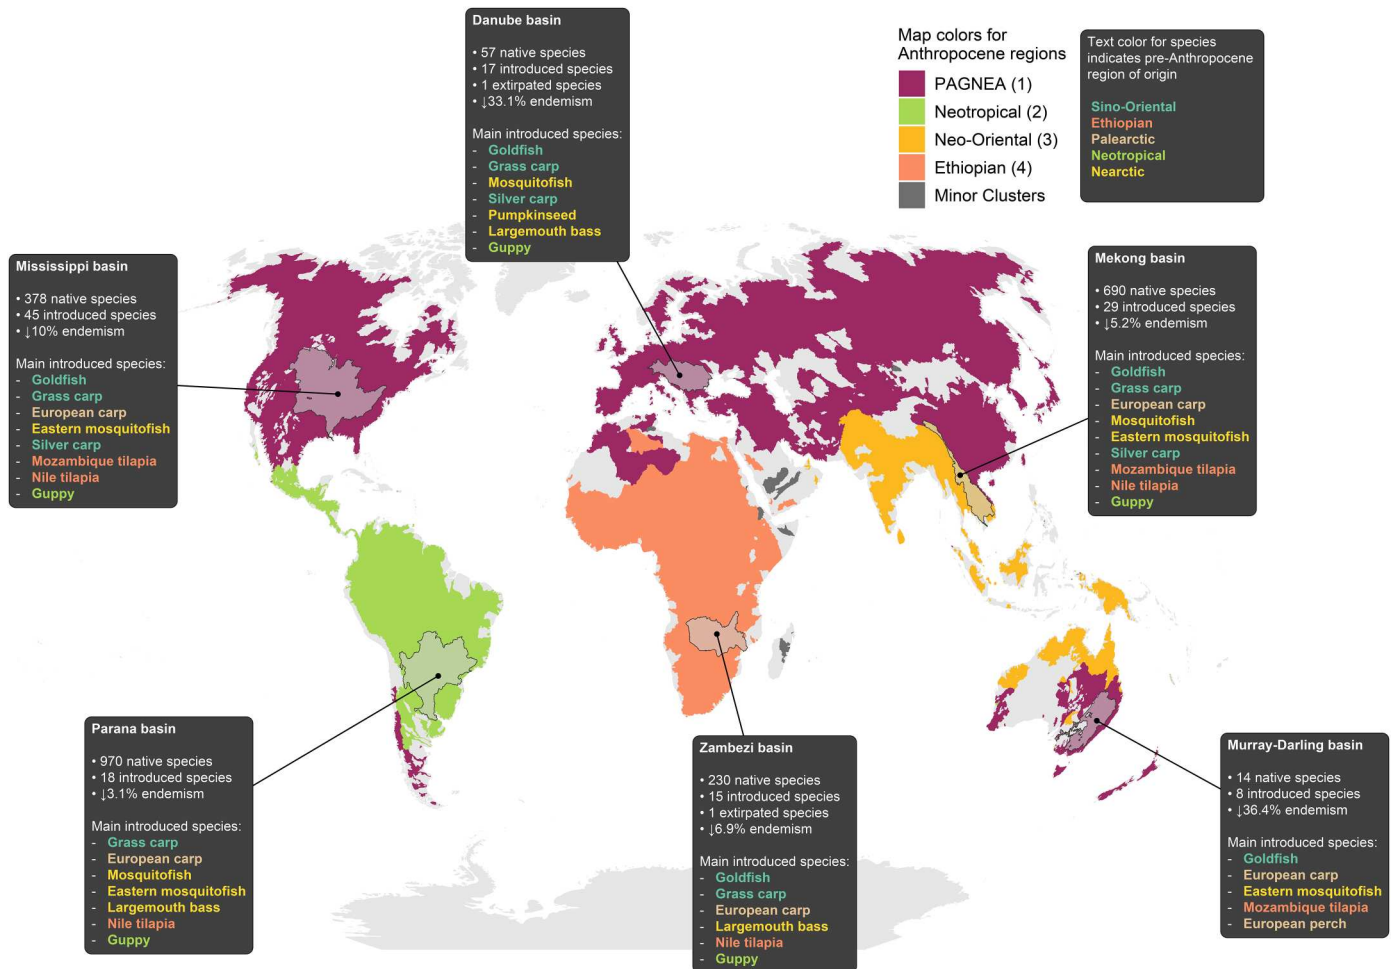 Danube basin
• 57 native species
• 17 introduced species
• 1 extirpated species
• ↓33.1% endemism
Main introduced species:
- Goldfish
- Grass carp
- Mosquitofish
- Silver carp
- Pumpkinseed
- Largemouth bass
- Guppy
Map colors for
Anthropocene regions
PAGNEA (1)
Neotropical (2)
Neo-Oriental (3)
Ethiopian (4)
Minor Clusters
Text color for species
indicates pre-Anthropocene
region of origin
Sino-Oriental
Ethiopian
Palearctic
Neotropical
Nearctic
Mississippi basin
• 378 native species
• 45 introduced species
• ↓10% endemism
Main introduced species:
- Goldfish
- Grass carp
- European carp
- Eastern mosquitofish
- Silver carp
- Mozambique tilapia
- Nile tilapia
- Guppy
Mekong basin
• 690 native species
• 29 introduced species
• ↓5.2% endemism
Main introduced species:
- Goldfish
- Grass carp
- European carp
- Mosquitofish
- Eastern mosquitofish
- Silver carp
- Mozambique tilapia
- Nile tilapia
- Guppy
Parana basin
• 970 native species
• 18 introduced species
• ↓3.1% endemism
Main introduced species:
- Grass carp
- European carp
- Mosquitofish
- Eastern mosquitofish
- Largemouth bass
- Nile tilapia
- Guppy
Zambezi basin
• 230 native species
• 15 introduced species
• 1 extirpated species
• ↓6.9% endemism
Main introduced species:
- Goldfish
- Grass carp
- European carp
- Largemouth bass
- Nile tilapia
- Guppy
Murray-Darling basin
• 14 native species
• 8 introduced species
• ↓36.4% endemism
Main introduced species:
- Goldfish
- European carp
- Eastern mosquitofish
- Mozambique tilapia
- European perch